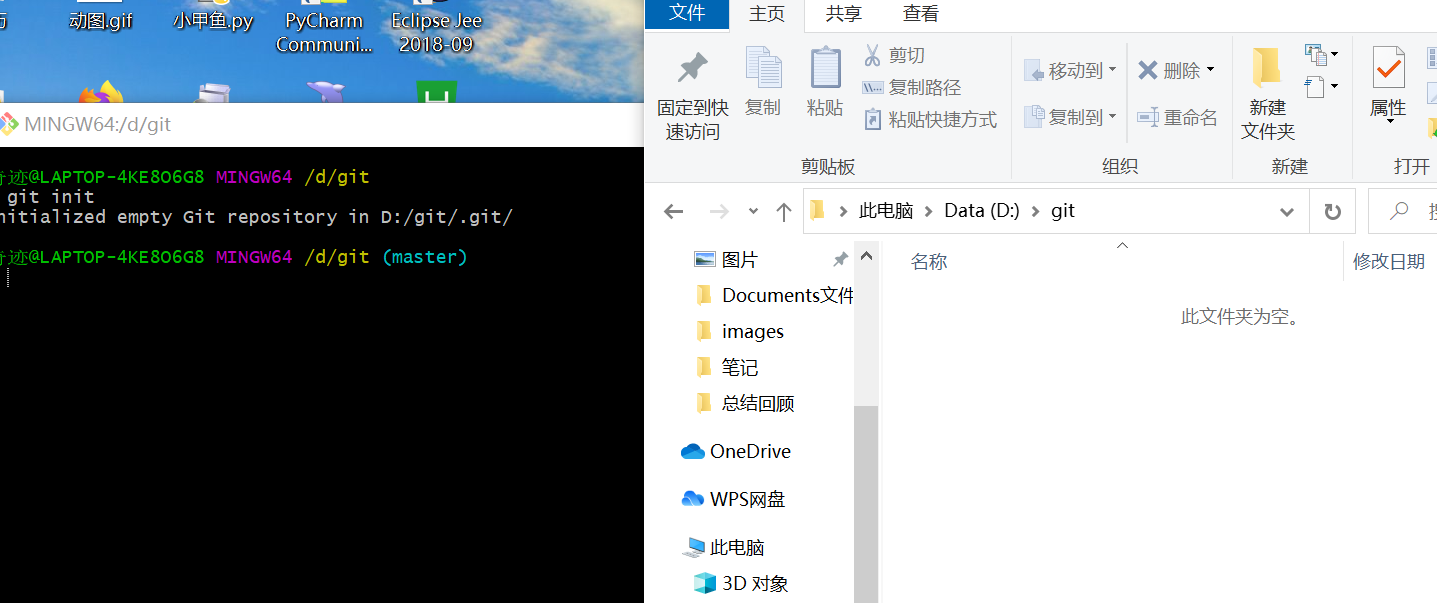 动图.gif
小甲鱼.py
PyCharm
Communi...
Eclipse Jee
2018-09
MINGW64:/d/git
迹@LAPTOP-4KE8O6G8 MINGW64 /d/git
git init
nitialized empty Git repository in D:/git/.git/
迹@LAPTOP-4KE8O6G8 MINGW64 /d/git (master)
文件
主页
共享
查看
固定到快
速访问
复制
粘贴
剪切
复制路径
粘贴快捷方式
剪贴板
移动到
复制到
删除
重命名
组织
新建
文件夹
新建
属性
打开
此电脑
Data (D:)
git
图片
Documents文件
images
笔记
总结回顾
OneDrive
WPS网盘
此电脑
3D 对象
名称
修改日期
此文件夹为空。